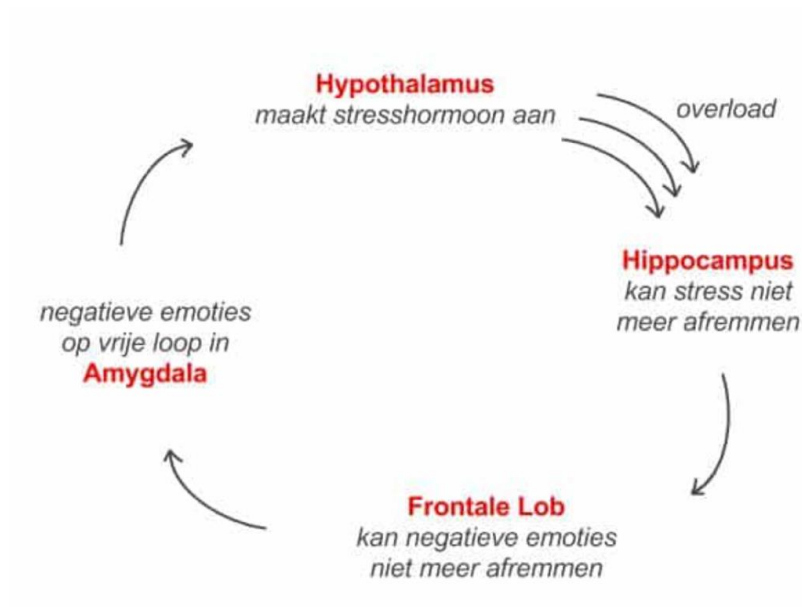 Hypothalamus
maakt stresshormoon aan
overload
Hippocampus
kan stress niet
meer afremmen
Frontale Lob
kan negatieve emoties
niet meer afremmen
negatieve emoties
op vrije loop in
Amygdala